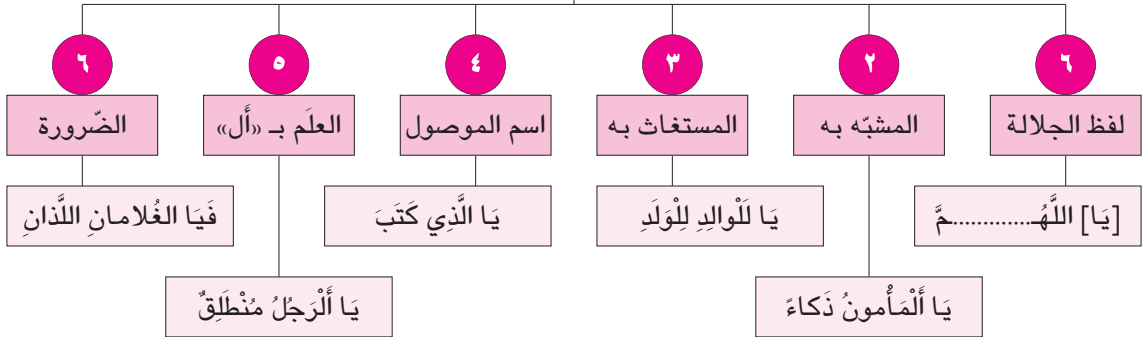 ٦ ٢ ٣ ٤ ٥ ٦
لفظ الجلالة المشبّه به المستغاث به اسم الموصول العلَم بـ «أَل» الضّرورة
[يَا] اللَّهُـ.............ـمَّ يَا لَلْوالِدِ لِلْوَلَدِ يَا الَّذِي كَتَبَ فَيَا الغُلامانِ اللَّذانِ
يَا أَلْمَأْمونُ ذَكاءً يَا أَلْرَجُلُ مُنْطَلِقٌ